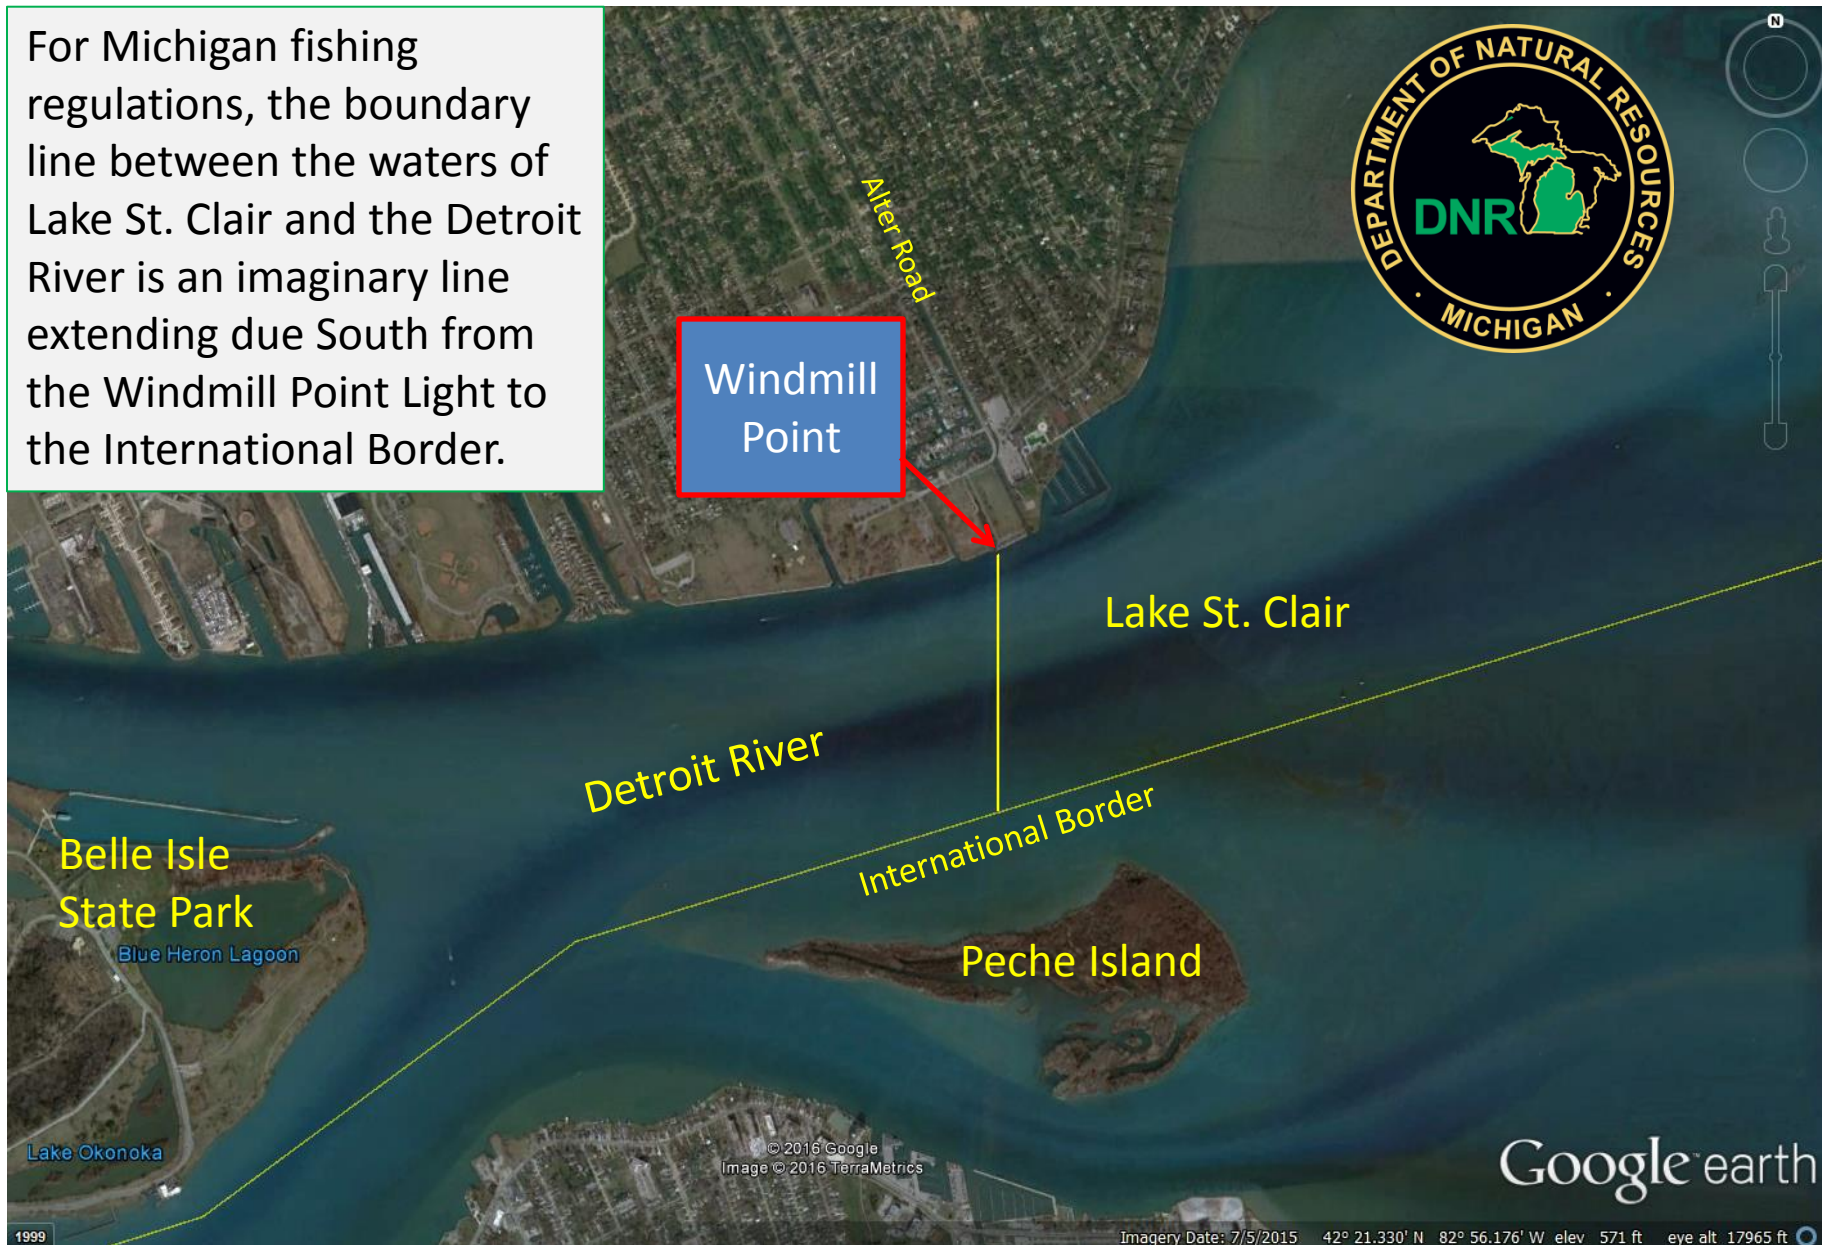 For Michigan fishing
regulations, the boundary
line between the waters of
Lake St. Clair and the Detroit
River is an imaginary line
extending due South from
the Windmill Point Light to
the International Border.
N
DEPARTMENT OF NATURAL RESOURCES
DNR
· MICHIGAN ·
Alter Road
Windmill
Point
Lake St. Clair
Detroit River
International Border
Belle Isle
State Park
Blue Heron Lagoon
Peche Island
Lake Okonoka
© 2016 Google
Image © 2016 TerraMetrics
Google™ earth
1999
Imagery Date: 7/5/2015 42° 21.330' N 82° 56.176' W elev 571 ft eye alt 17965 ft